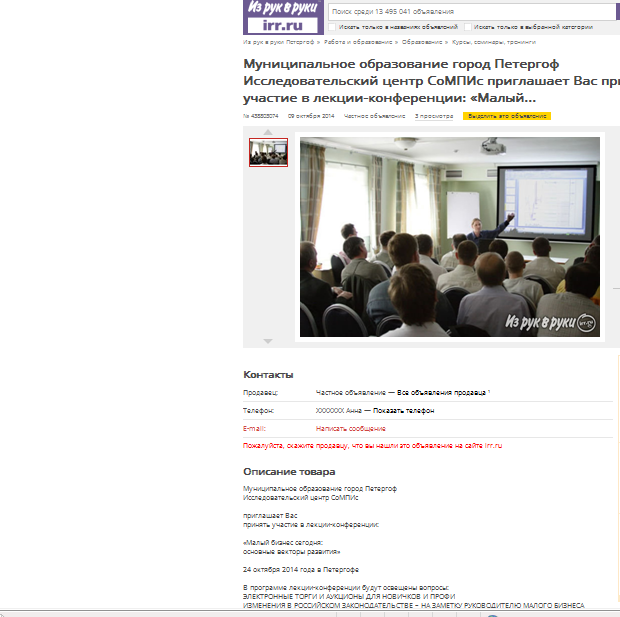 Из рук в руки
irr.ru
Поиск среди 13 495 041 объявления
Искать только в названиях объявлений Искать только в выбранной категории
Из рук в руки Петергоф » Работа и образование » Образование » Курсы, семинары, тренинги
Муниципальное образование город Петергоф
Исследовательский центр СоМПИс приглашает Вас при
участие в лекции-конференции: «Малый...
№ 435803074 09 октября 2014 Частное объявление 3 просмотра Выделить это объявление
Из рук в руки irr.ru
Контакты
Продавец: Частное объявление — Все объявления продавца 1
Телефон: XXXXXXX Анна — Показать телефон
E-mail: Написать сообщение
Пожалуйста, скажите продавцу, что вы нашли это объявление на сайте irr.ru
Описание товара
Муниципальное образование город Петергоф
Исследовательский центр СоМПИс
приглашает Вас
принять участие в лекции-конференции:
«Малый бизнес сегодня:
основные векторы развития»
24 октября 2014 года в Петергофе
В программе лекции-конференции будут освещены вопросы:
ЭЛЕКТРОННЫЕ ТОРГИ И АУКЦИОНЫ ДЛЯ НОВИЧКОВ И ПРОФИ
ИЗМЕНЕНИЯ В РОССИЙСКОМ ЗАКОНОДАТЕЛЬСТВЕ – НА ЗАМЕТКУ РУКОВОДИТЕЛЮ МАЛОГО БИЗНЕСА